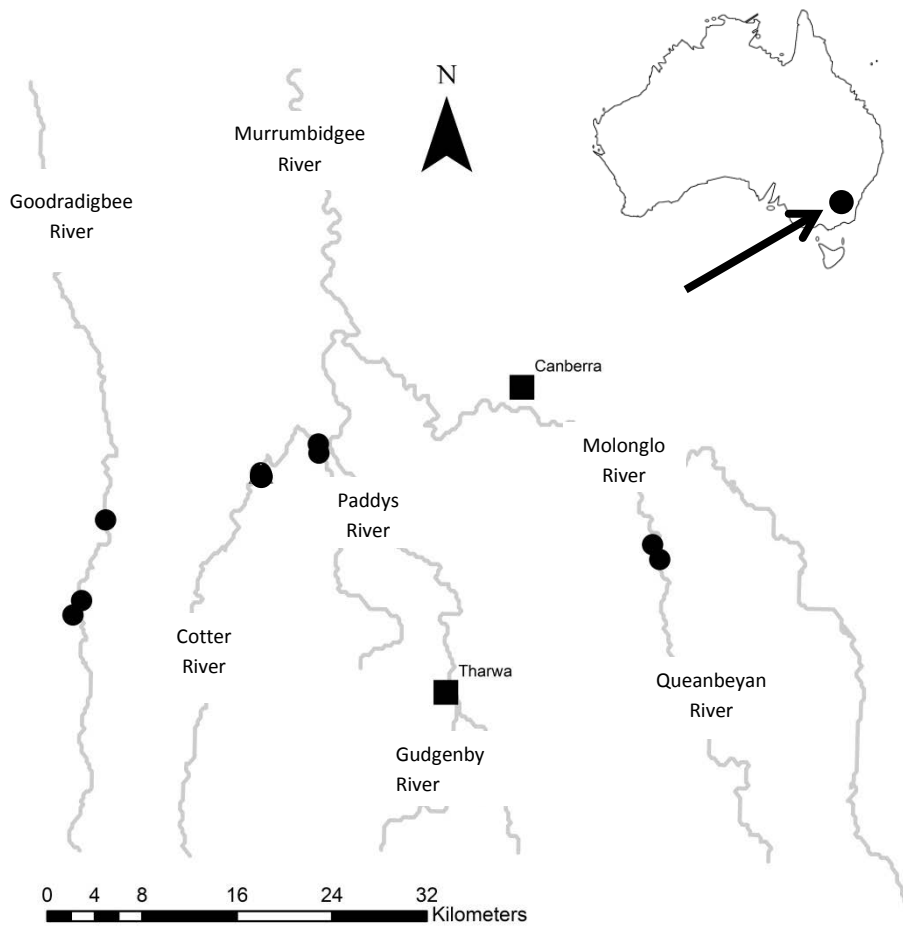 N
Murrumbidgee
River
Goodradigbee
River
Canberra
Molonglo
River
Paddys
River
Cotter
River
Tharwa
Queanbeyan
River
Gudgenby
River
0 4 8 16 24 32
Kilometers